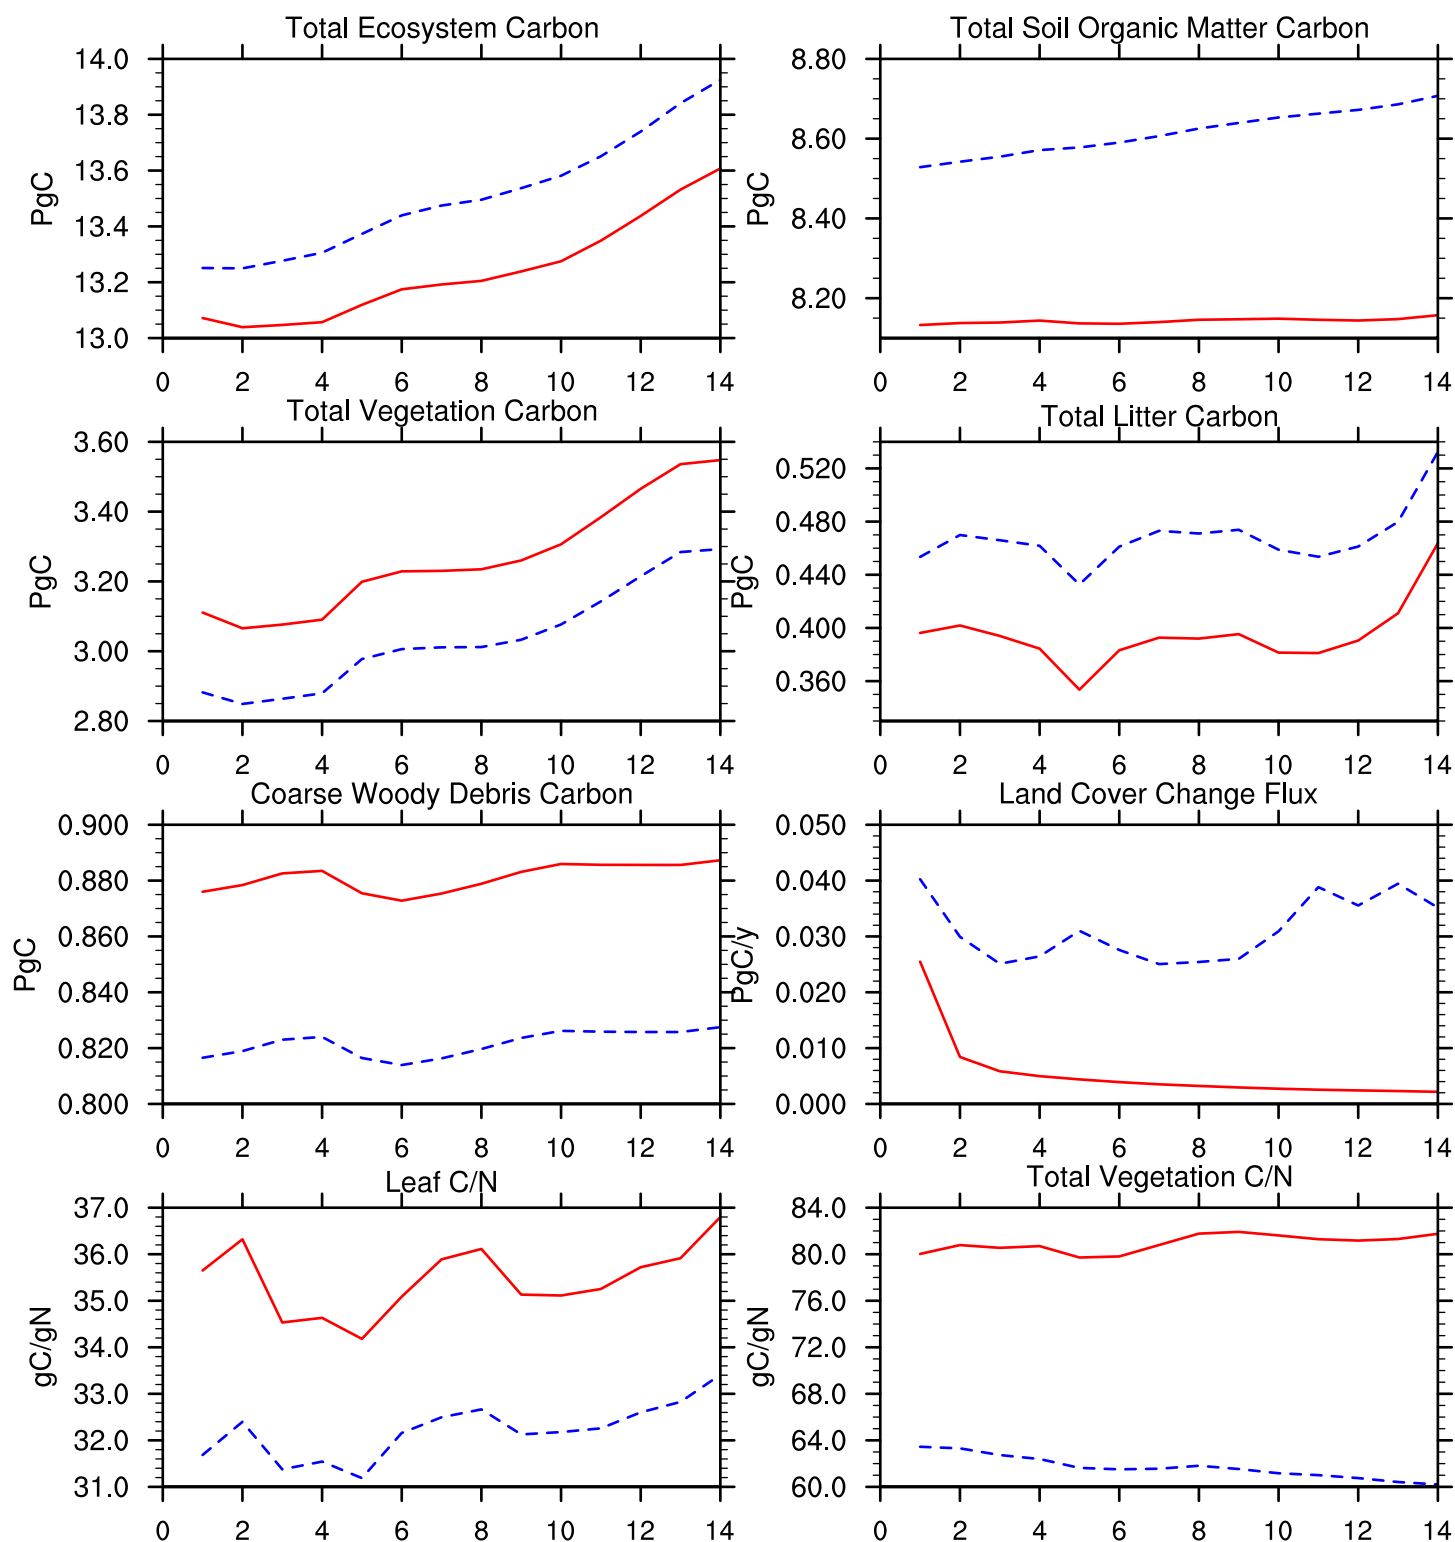 Total Ecosystem Carbon
PgC
14.0
13.8
13.6
13.4
13.2
13.0
0 2 4 6 8 10 12 14
Total Soil Organic Matter Carbon
PgC
8.80
8.60
8.40
8.20
0 2 4 6 8 10 12 14
Total Vegetation Carbon
PgC
3.60
3.40
3.20
3.00
2.80
0 2 4 6 8 10 12 14
Total Litter Carbon
PgC
0.520
0.480
0.440
0.400
0.360
0 2 4 6 8 10 12 14
Coarse Woody Debris Carbon
PgC
0.900
0.880
0.860
0.840
0.820
0.800
0 2 4 6 8 10 12 14
Land Cover Change Flux
PgC/y
0.050
0.040
0.030
0.020
0.010
0.000
0 2 4 6 8 10 12 14
Leaf C/N
gC/gN
37.0
36.0
35.0
34.0
33.0
32.0
31.0
0 2 4 6 8 10 12 14
Total Vegetation C/N
gC/gN
84.0
80.0
76.0
72.0
68.0
64.0
60.0
0 2 4 6 8 10 12 14